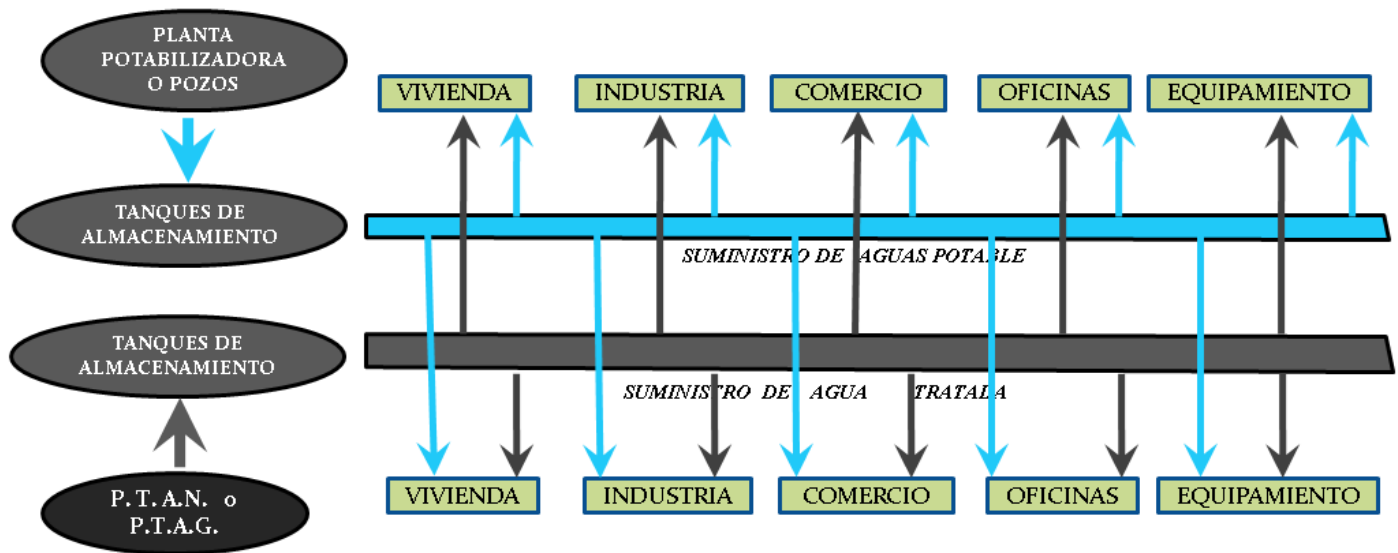 PLANTA
POTABILIZADORA
O POZOS
VIVIENDA
INDUSTRIA
COMERCIO
OFICINAS
EQUIPAMIENTO
TANQUES DE
ALMACENAMIENTO
SUMINISTRO DE AGUAS POTABLE
TANQUES DE
ALMACENAMIENTO
SUMINISTRO DE AGUA TRATADA
P. T. A.N. o
P.T.A.G.
VIVIENDA
INDUSTRIA
COMERCIO
OFICINAS
EQUIPAMIENTO